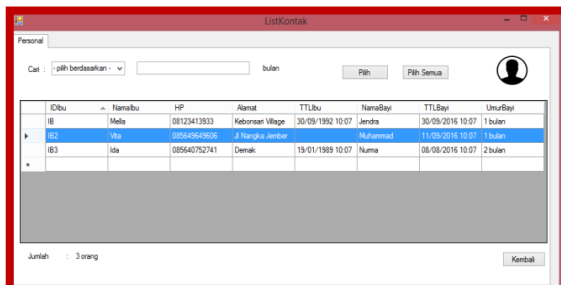 ListKontak
Personal
Cari : - pilih berdasarkan - bulan Pilih Pilih Semua
IDIbu NamaIbu HP Alamat TTLIbu NamaBayi TTLBayi UmurBayi
IB Mella 08123413933 Kebonsari Village 30/09/1992 10:07 Jendra 30/09/2016 10:07 1 bulan
IB2 Vita 085649649606 Jl Nangka Jember Muhammad 11/09/2016 10:07 1 bulan
IB3 Ida 085640752741 Demak 19/01/1989 10:07 Nurma 08/08/2016 10:07 2 bulan
Jumlah : 3 orang Kembali